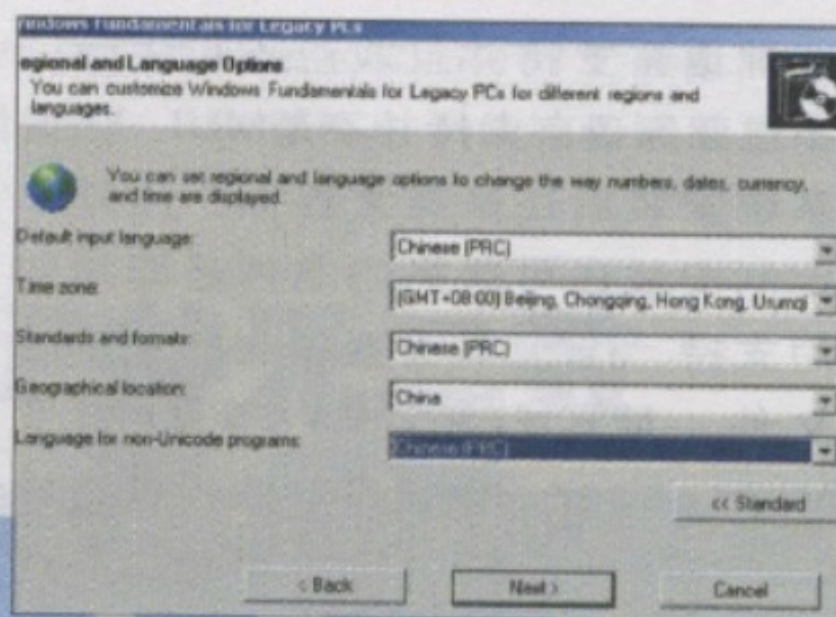 indows Fundamentals for Legacy PCs
egional and Language Options
You can customize Windows Fundamentals for Legacy PCs for different regions and
languages.
You can set regional and language options to change the way numbers, dates, currency,
and time are displayed.
Default input language:
Chinese (PRC)
Time zone:
(GMT+08:00) Beijing, Chongqing, Hong Kong, Urumqi
Standards and formats:
Chinese (PRC)
Geographical location:
China
Language for non-Unicode programs:
Chinese (PRC)
<< Standard
< Back
Next >
Cancel